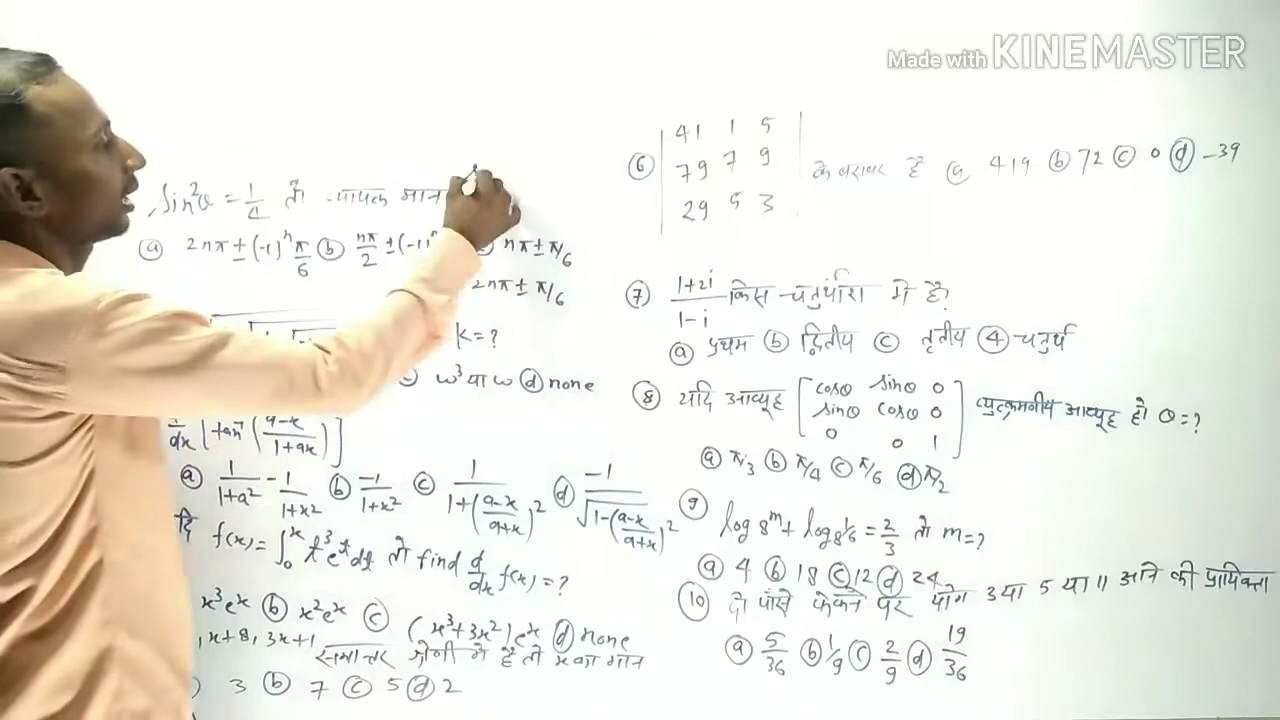 Made with KINEMASTER
sin²θ = 1/4 तो व्यापक मान
ⓐ 2nπ ± (-1)ⁿ π/6 ⓑ nπ/2 ± (-1) nπ ± π/6
2nπ ± π/6
k = ?
ω³ या ω ⓓ none
d/dx [tan⁻¹ (a-x / 1+ax)]
ⓐ 1/1+a² - 1/1+x² ⓑ -1/1+x² ⓒ 1/1+(a-x/a+x)² ⓓ -1/√1-(a-x/a+x)²
दि f(x) = ∫₀ˣ t³eᵗdt तो find d/dx f(x) = ?
x³eˣ ⓑ x²eˣ ⓒ (x³+3x²)eˣ ⓓ none
, x+8, 3x+1 समान्तर श्रेणी में है तो x का मान
3 ⓑ 7 ⓒ 5 ⓓ 2
⑥ | 41 1 5
79 7 9
29 5 3 | के बराबर है ⓐ 419 ⓑ 72 ⓒ 0 ⓓ -39
⑦ 1+2i / 1-i किस चतुर्थांश में है?
ⓐ प्रथम ⓑ द्वितीय ⓒ तृतीय ④ चतुर्थ
⑧ यदि आव्यूह [ cosθ sinθ 0
sinθ cosθ 0
0 0 1 ] व्युत्क्रमणीय आव्यूह हो θ = ?
ⓐ π/3 ⓑ π/4 ⓒ π/6 ⓓ π/2
⑨ log 8ᵐ + log 8 1/6 = 2/3 तो m = ?
ⓐ 4 ⓑ 18 ⓒ 12 ⓓ 24
⑩ दो पांसे फेंकने पर योग 3 या 5 या 11 आने की प्रायिकता
ⓐ 5/36 ⓑ 1/9 ⓒ 2/9 ⓓ 19/36